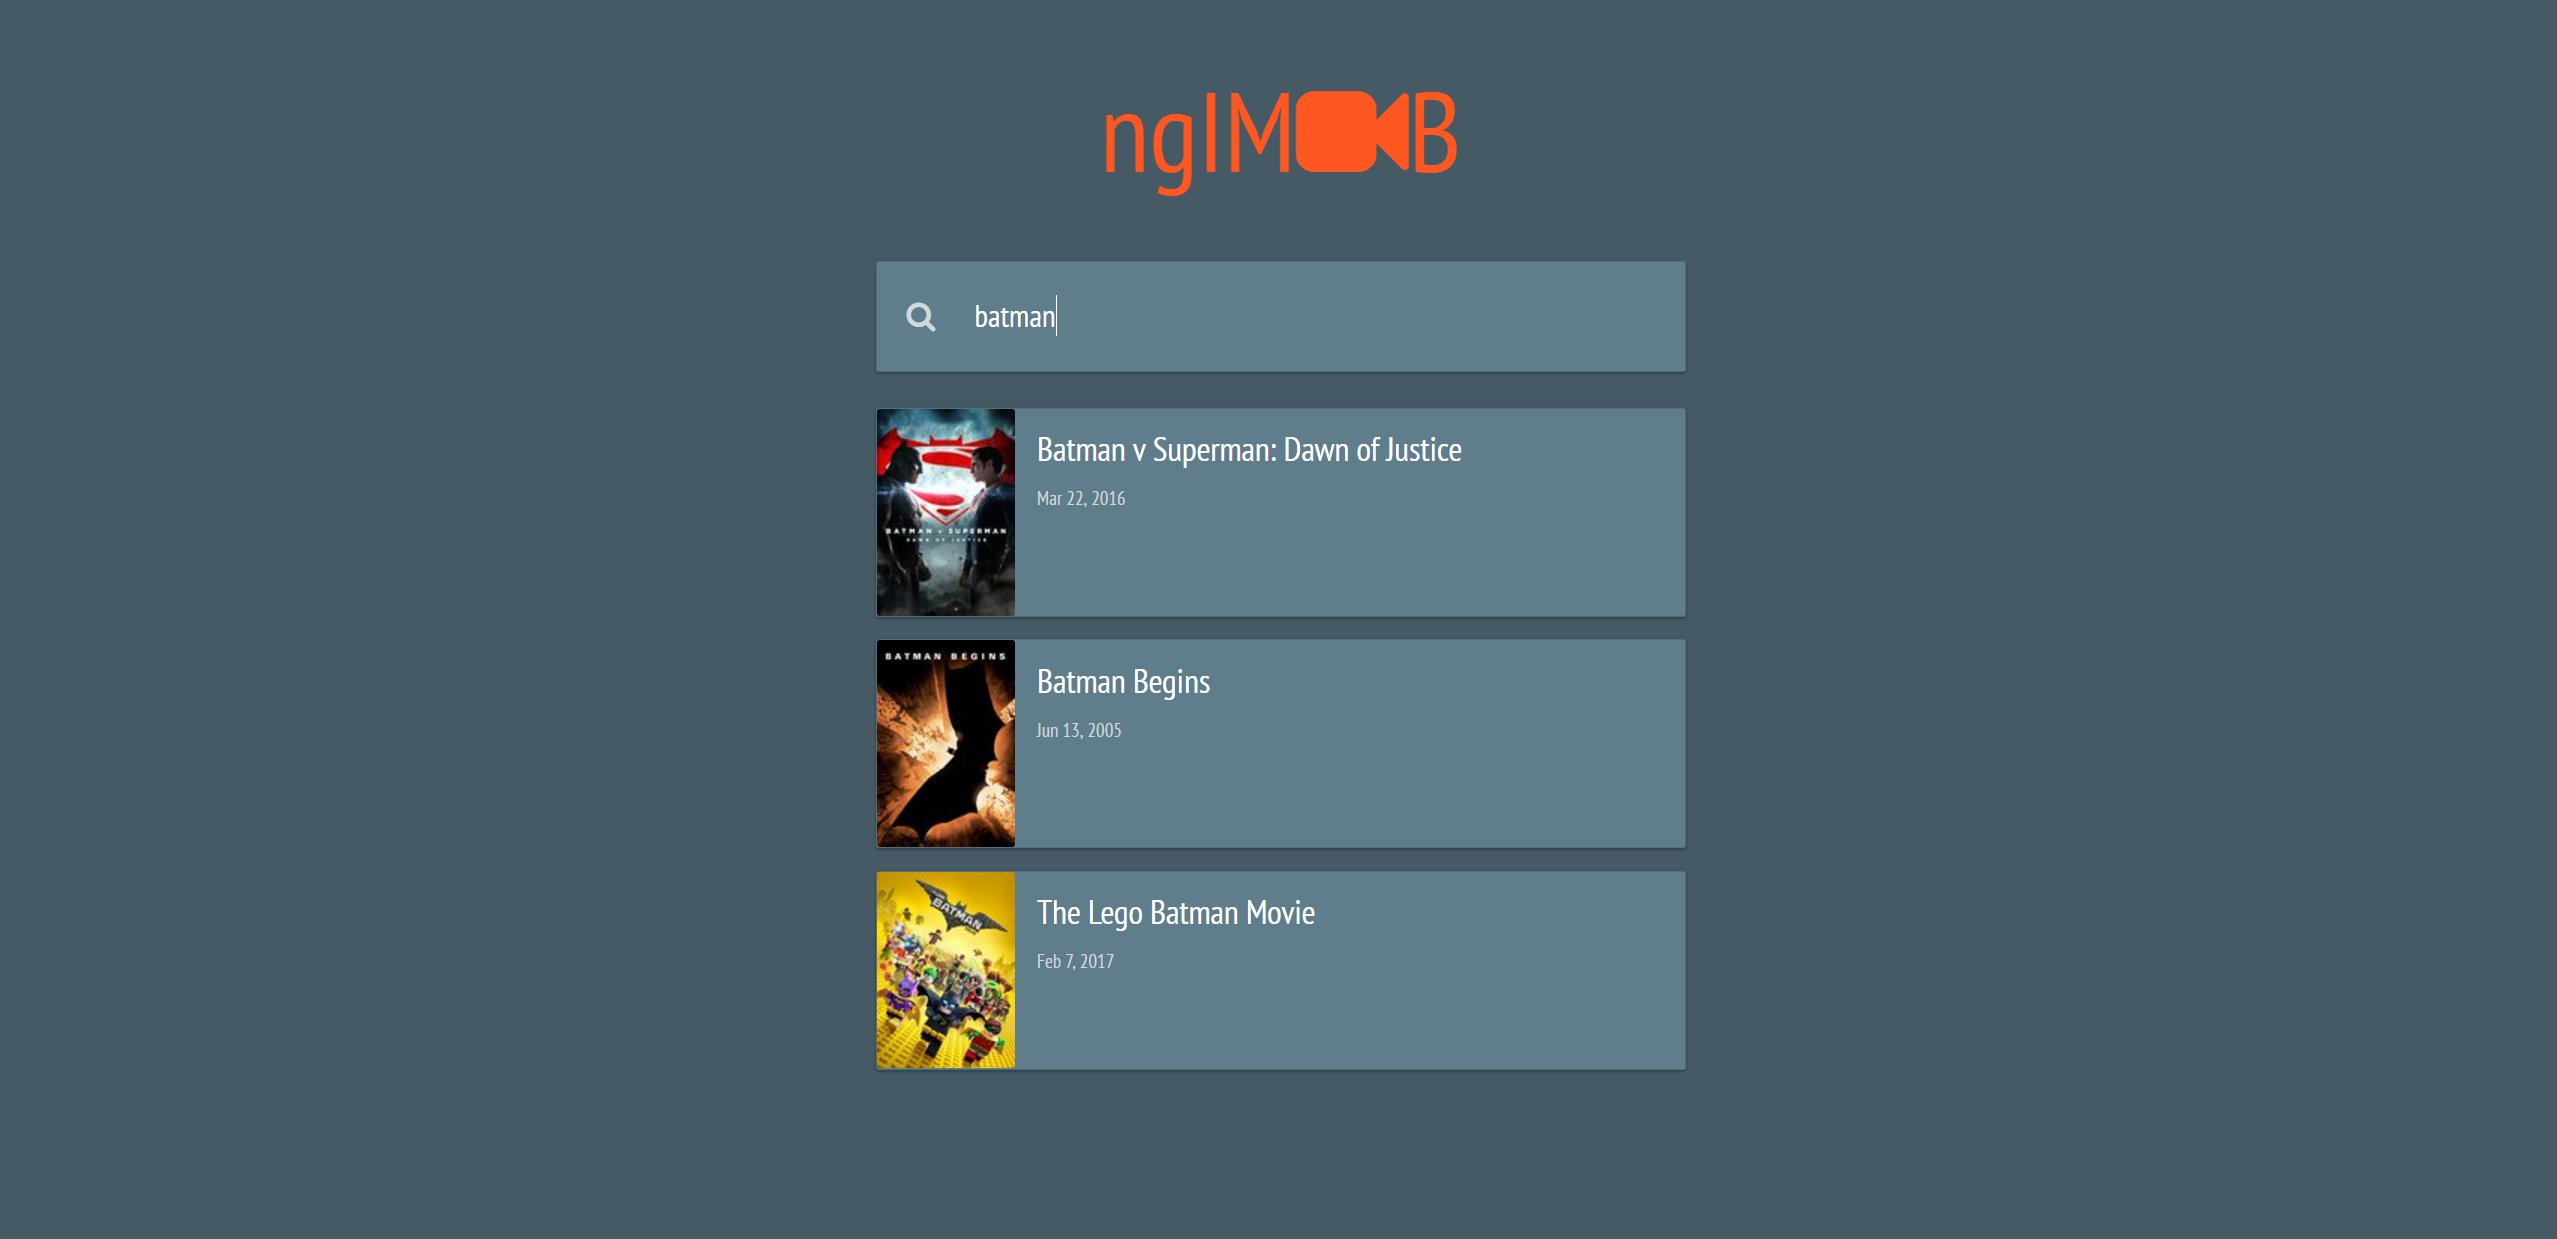 ngIMB
batman
Batman v Superman: Dawn of Justice
Mar 22, 2016
BATMAN v SUPERMAN
DAWN OF JUSTICE
BATMAN BEGINS
Batman Begins
Jun 13, 2005
The Lego Batman Movie
Feb 7, 2017
BATMAN